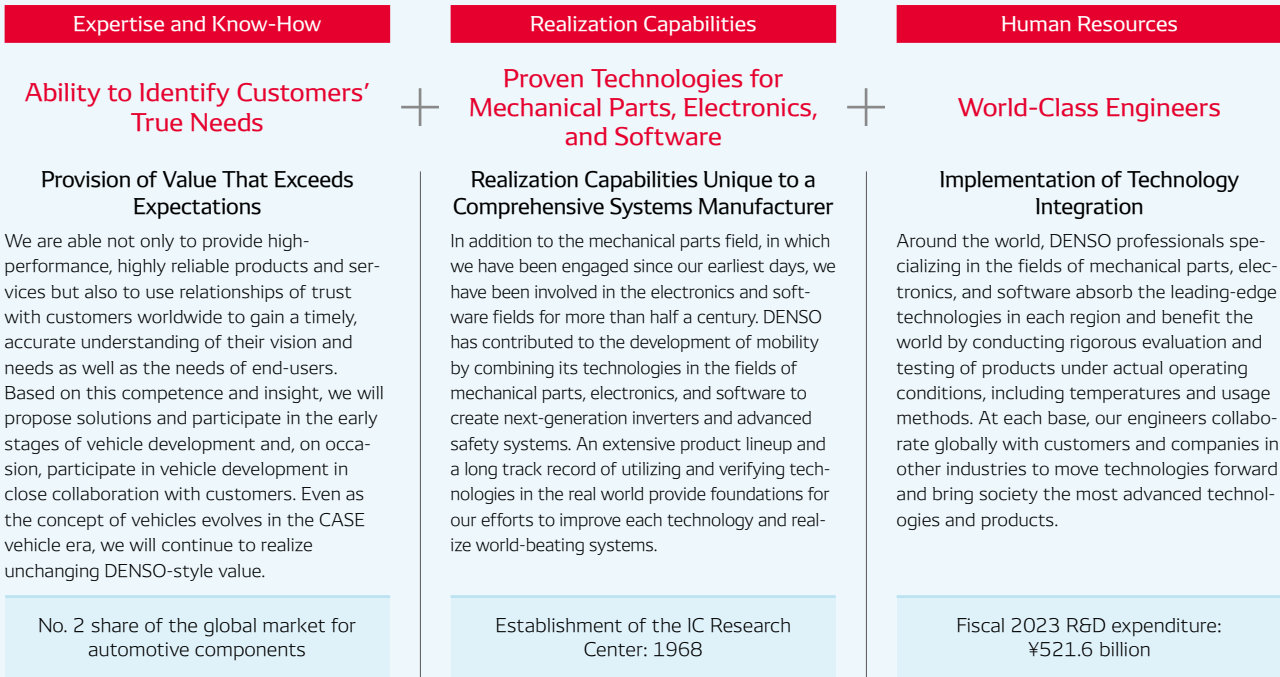 Expertise and Know-How
Ability to Identify Customers’
True Needs
Provision of Value That Exceeds
Expectations
We are able not only to provide high-
performance, highly reliable products and ser-
vices but also to use relationships of trust
with customers worldwide to gain a timely,
accurate understanding of their vision and
needs as well as the needs of end-users.
Based on this competence and insight, we will
propose solutions and participate in the early
stages of vehicle development and, on occa-
sion, participate in vehicle development in
close collaboration with customers. Even as
the concept of vehicles evolves in the CASE
vehicle era, we will continue to realize
unchanging DENSO-style value.
No. 2 share of the global market for
automotive components
+
Realization Capabilities
Proven Technologies for
Mechanical Parts, Electronics,
and Software
Realization Capabilities Unique to a
Comprehensive Systems Manufacturer
In addition to the mechanical parts field, in which
we have been engaged since our earliest days, we
have been involved in the electronics and soft-
ware fields for more than half a century. DENSO
has contributed to the development of mobility
by combining its technologies in the fields of
mechanical parts, electronics, and software to
create next-generation inverters and advanced
safety systems. An extensive product lineup and
a long track record of utilizing and verifying tech-
nologies in the real world provide foundations for
our efforts to improve each technology and real-
ize world-beating systems.
Establishment of the IC Research
Center: 1968
+
Human Resources
World-Class Engineers
Implementation of Technology
Integration
Around the world, DENSO professionals spe-
cializing in the fields of mechanical parts, elec-
tronics, and software absorb the leading-edge
technologies in each region and benefit the
world by conducting rigorous evaluation and
testing of products under actual operating
conditions, including temperatures and usage
methods. At each base, our engineers collabo-
rate globally with customers and companies in
other industries to move technologies forward
and bring society the most advanced technol-
ogies and products.
Fiscal 2023 R&D expenditure:
¥521.6 billion